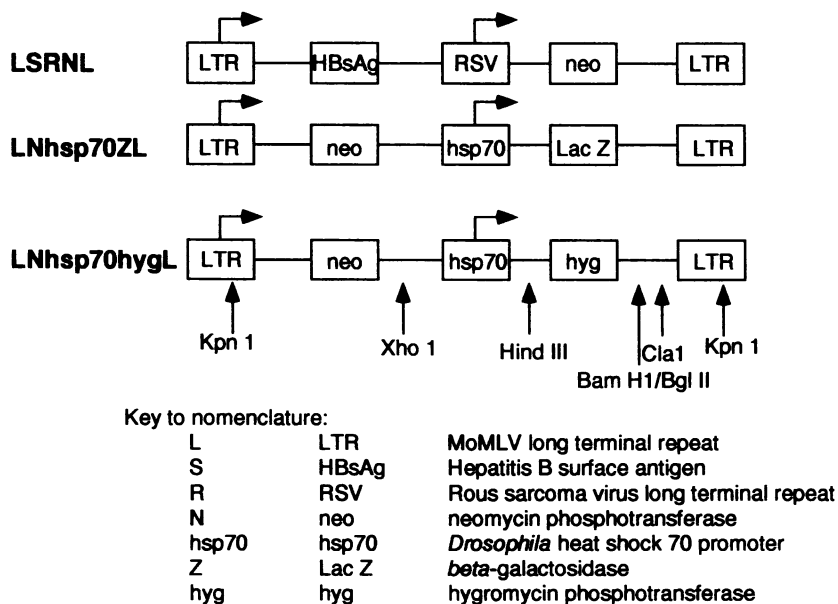 LSRNL LTR HBsAg RSV neo LTR
LNhsp70ZL LTR neo hsp70 Lac Z LTR
LNhsp70hygL LTR neo hsp70 hyg LTR
Kpn 1 Xho 1 Hind III Cla1 Kpn 1
Bam H1/Bgl II
Key to nomenclature:
L LTR MoMLV long terminal repeat
S HBsAg Hepatitis B surface antigen
R RSV Rous sarcoma virus long terminal repeat
N neo neomycin phosphotransferase
hsp70 hsp70 Drosophila heat shock 70 promoter
Z Lac Z beta-galactosidase
hyg hyg hygromycin phosphotransferase